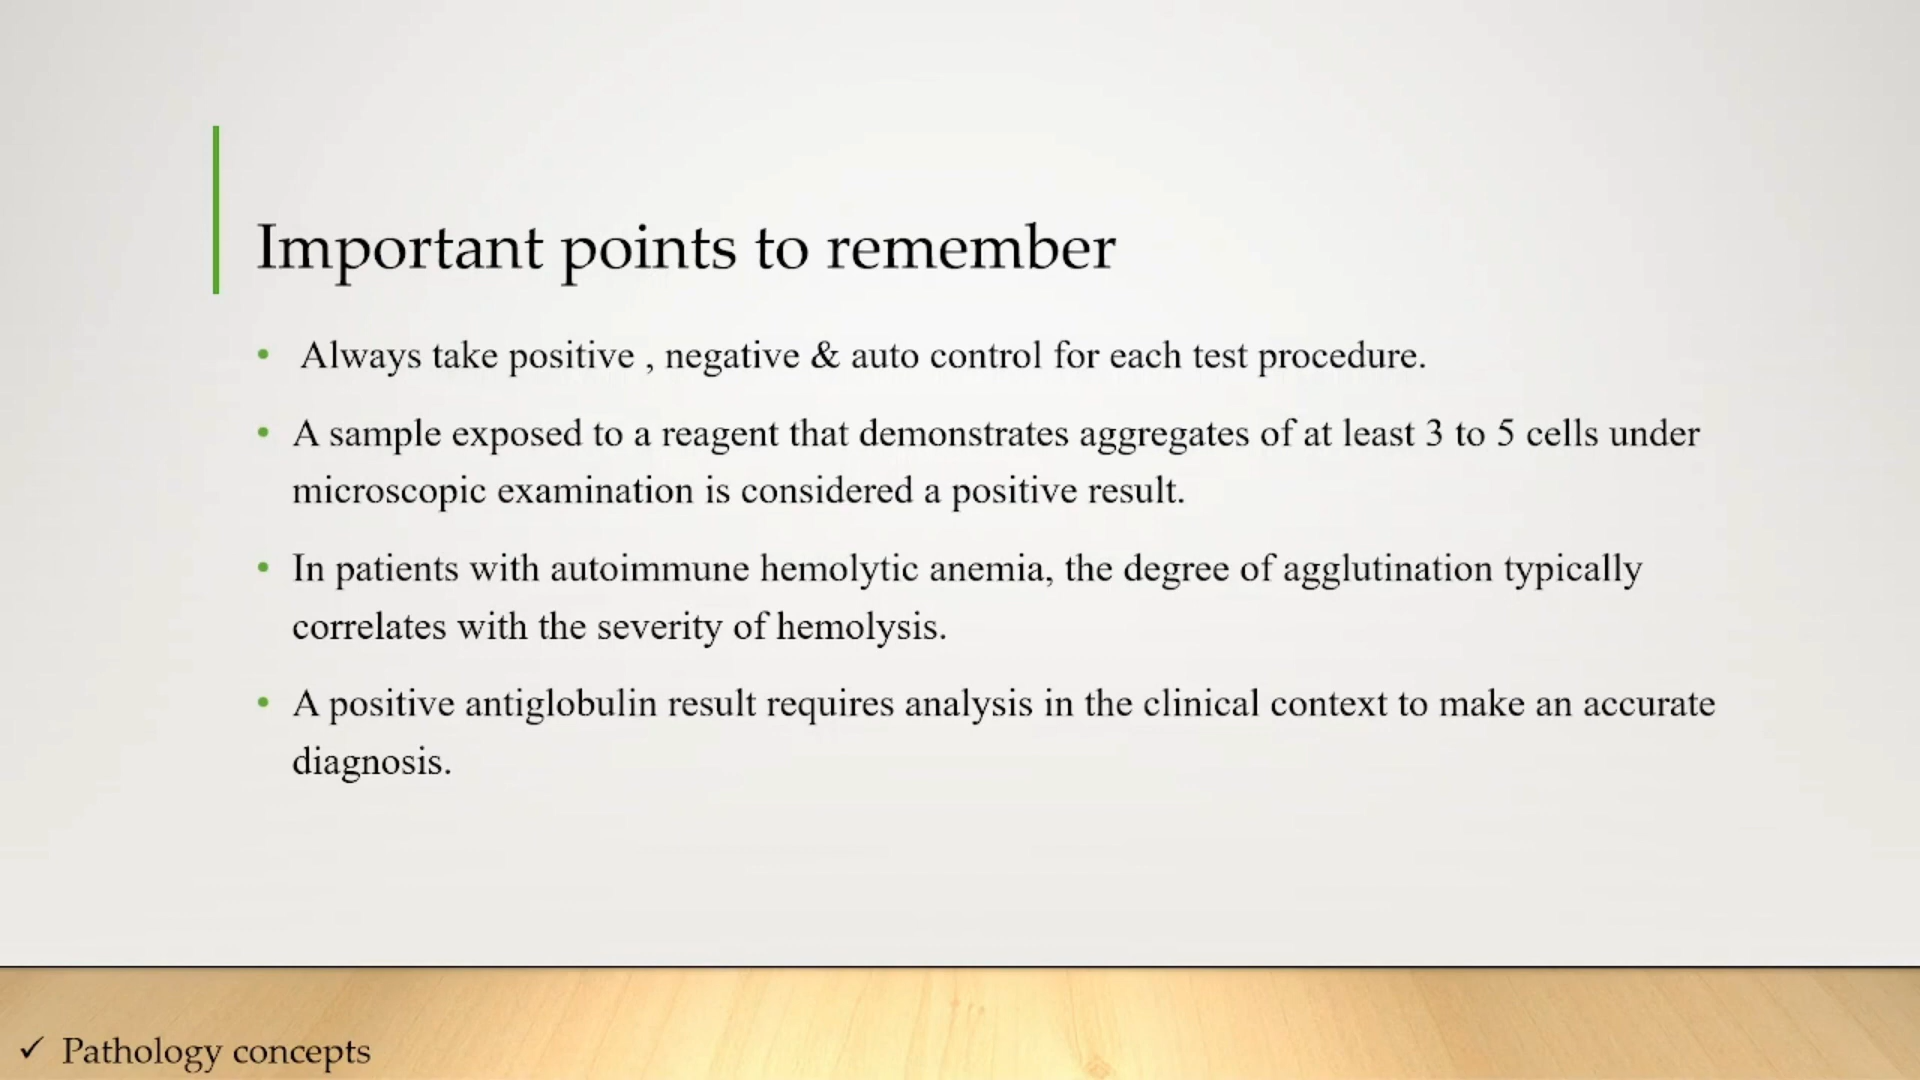 Important points to remember
• Always take positive , negative & auto control for each test procedure.
• A sample exposed to a reagent that demonstrates aggregates of at least 3 to 5 cells under
microscopic examination is considered a positive result.
• In patients with autoimmune hemolytic anemia, the degree of agglutination typically
correlates with the severity of hemolysis.
• A positive antiglobulin result requires analysis in the clinical context to make an accurate
diagnosis.
✓ Pathology concepts